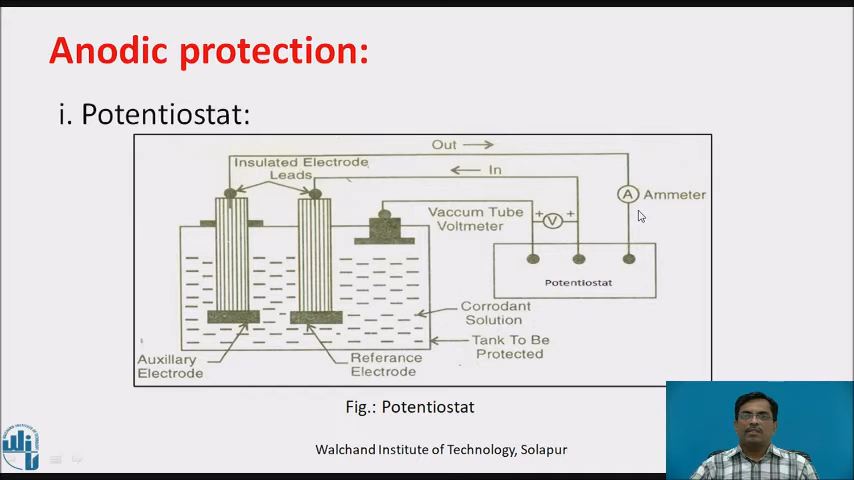 Anodic protection:
i. Potentiostat:
Out
Insulated Electrode
Leads
In
A
Ammeter
Vaccum Tube
Voltmeter
+ V +
Potentiostat
Corrodant
Solution
Tank To Be
Protected
Auxillary
Electrode
Referance
Electrode
Fig.: Potentiostat
Walchand Institute of Technology, Solapur